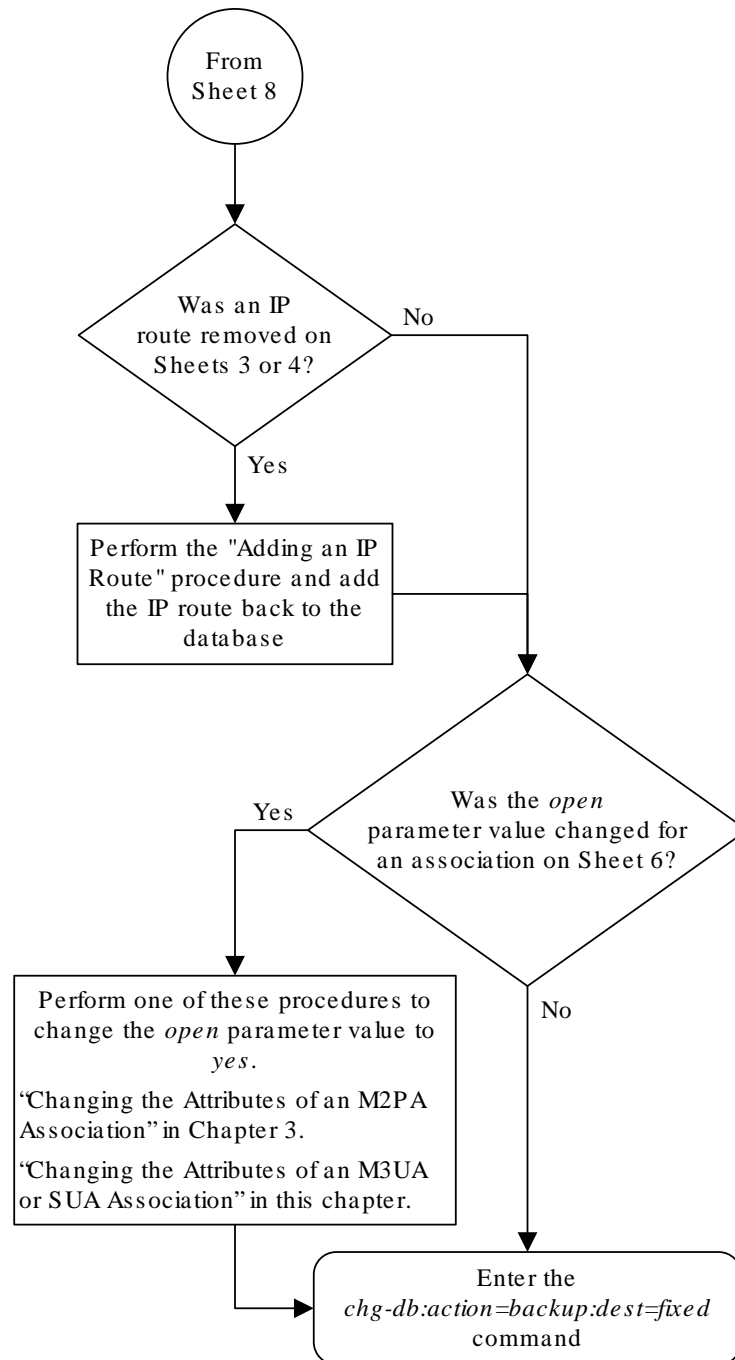 From
Sheet 8
Was an IP
route removed on
Sheets 3 or 4?
No
Yes
Perform the "Adding an IP
Route" procedure and add
the IP route back to the
database
Was the open
parameter value changed for
an association on Sheet 6?
Yes
No
Perform one of these procedures to
change the open parameter value to
yes.
“Changing the Attributes of an M2PA
Association” in Chapter 3.
“Changing the Attributes of an M3UA
or SUA Association” in this chapter.
Enter the
chg-db:action=backup:dest=fixed
command